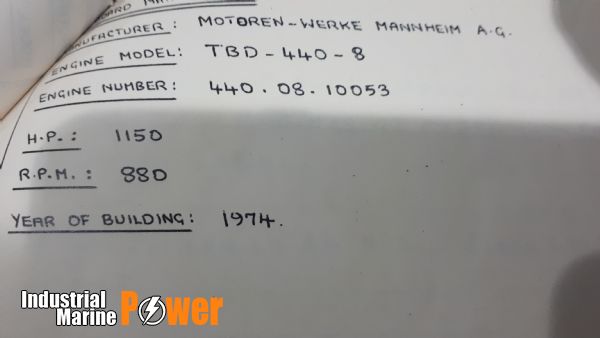 MANUFACTURER: MOTOREN-WERKE MANNHEIM A.G.
ENGINE MODEL: TBD-440-8
ENGINE NUMBER: 440.08.10053
H.P.: 1150
R.P.M.: 880
YEAR OF BUILDING: 1974.
Industrial
Marine Power